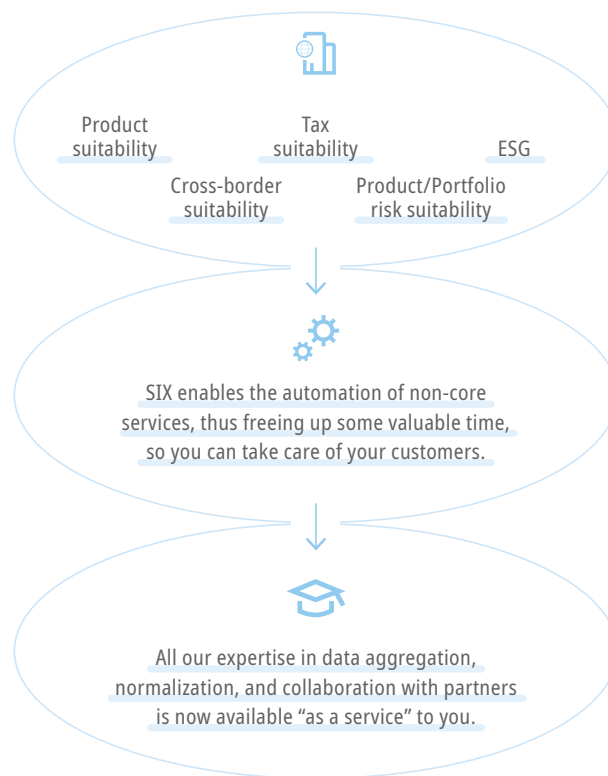 Product
suitability
Tax
suitability
ESG
Cross-border
suitability
Product/Portfolio
risk suitability
SIX enables the automation of non-core
services, thus freeing up some valuable time,
so you can take care of your customers.
All our expertise in data aggregation,
normalization, and collaboration with partners
is now available “as a service” to you.